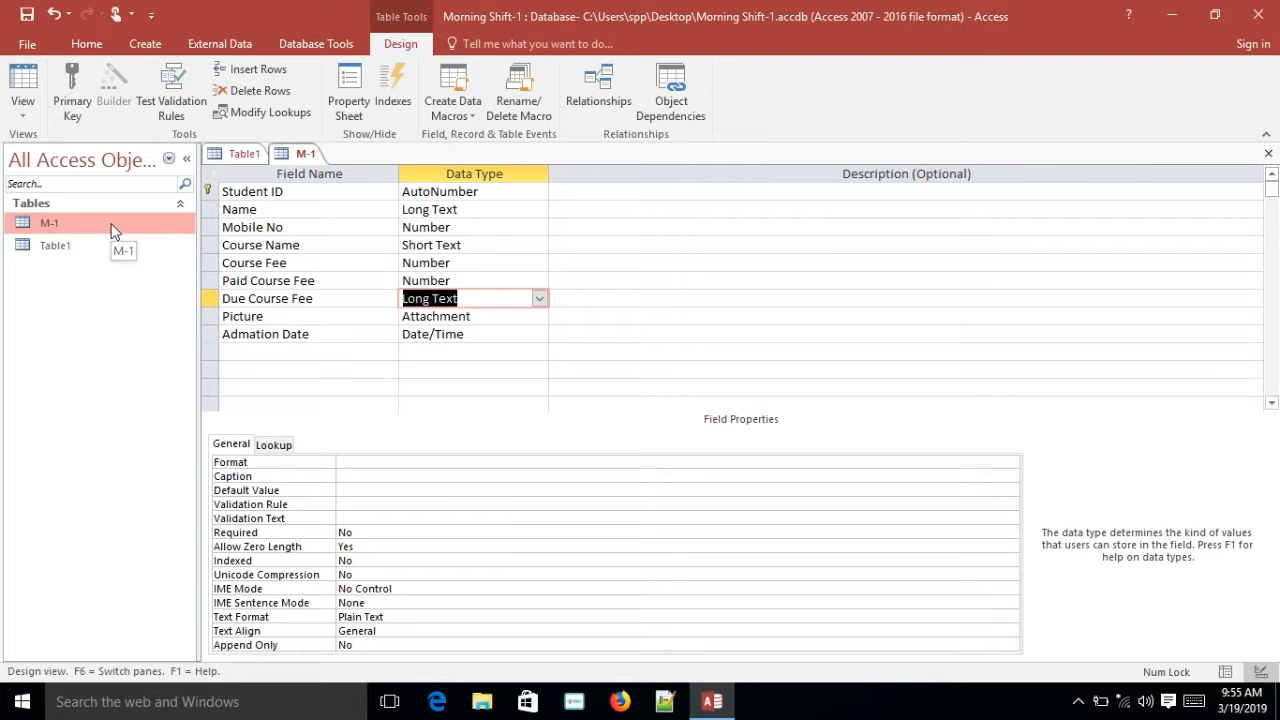 Table Tools
Morning Shift-1 : Database- C:\Users\spp\Desktop\Morning Shift-1.accdb (Access 2007 - 2016 file format) - Access
?
File Home Create External Data Database Tools Design Tell me what you want to do... Sign in
View
Primary Key
Builder
Test Validation Rules
Insert Rows
Delete Rows
Modify Lookups
Property Sheet
Indexes
Create Data Macros
Rename/ Delete Macro
Relationships
Object Dependencies
Views Tools Show/Hide Field, Record & Table Events Relationships
All Access Obje...
Search...
Tables
M-1
Table1
M-1
Table1 M-1
Field Name Data Type Description (Optional)
Student ID AutoNumber
Name Long Text
Mobile No Number
Course Name Short Text
Course Fee Number
Paid Course Fee Number
Due Course Fee Long Text
Picture Attachment
Admation Date Date/Time
Field Properties
General Lookup
Format
Caption
Default Value
Validation Rule
Validation Text
Required No
Allow Zero Length Yes
Indexed No
Unicode Compression No
IME Mode No Control
IME Sentence Mode None
Text Format Plain Text
Text Align General
Append Only No
The data type determines the kind of values
that users can store in the field. Press F1 for
help on data types.
Design view. F6 = Switch panes. F1 = Help.
Num Lock
Search the web and Windows
9:55 AM
3/19/2019